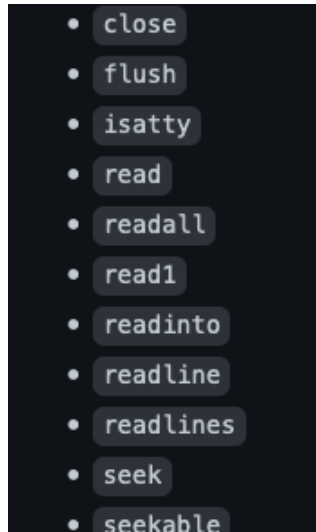 close
flush
isatty
read
readall
read1
readinto
readline
readlines
seek
seekable